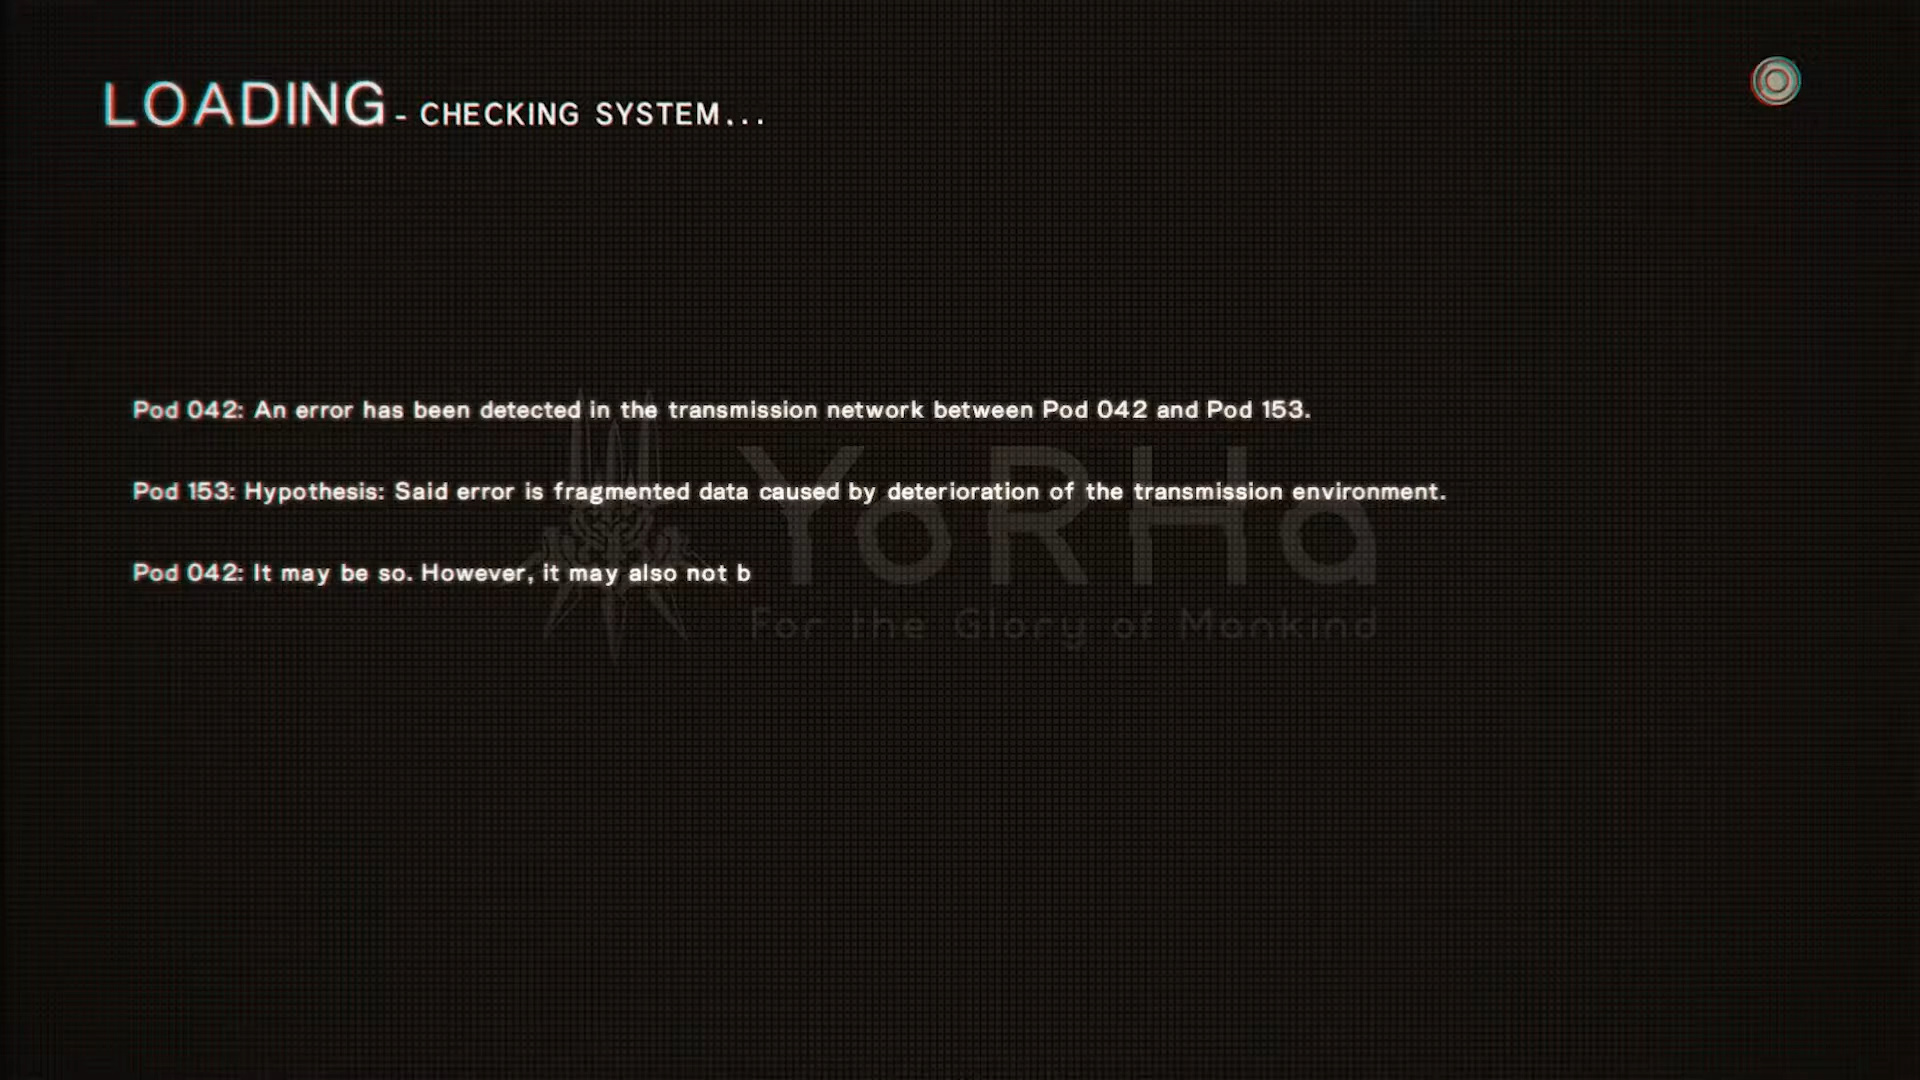 LOADING - CHECKING SYSTEM...
Pod 042: An error has been detected in the transmission network between Pod 042 and Pod 153.
Pod 153: Hypothesis: Said error is fragmented data caused by deterioration of the transmission environment.
YoRHa
Pod 042: It may be so. However, it may also not b
For the Glory of Mankind